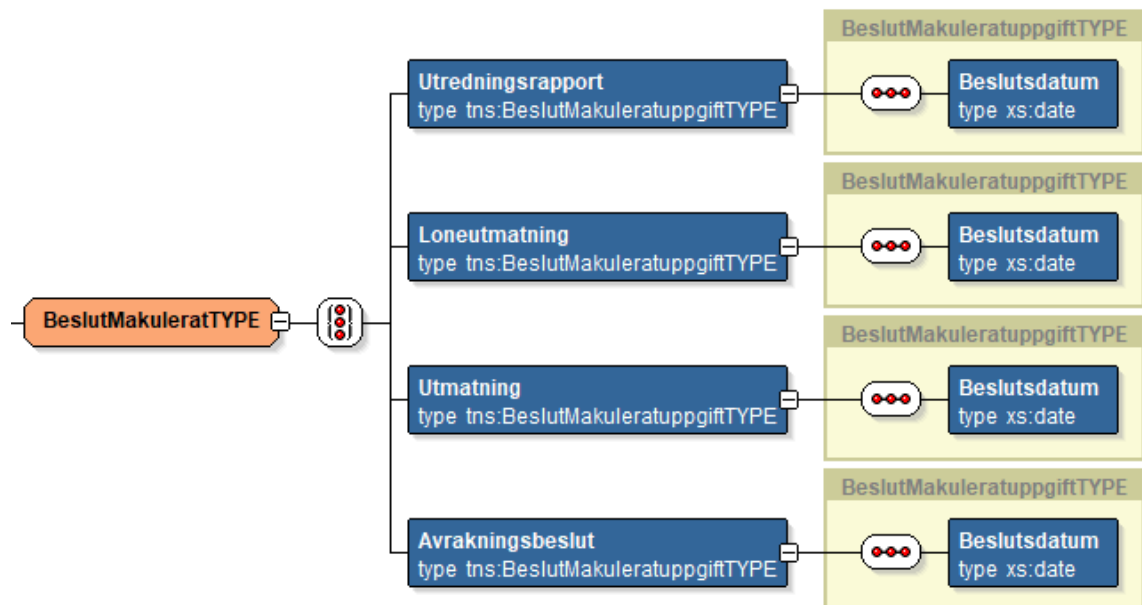 BeslutMakuleratuppgiftTYPE
Utredningsrapport
type tns:BeslutMakuleratuppgiftTYPE
Beslutsdatum
type xs:date
BeslutMakuleratuppgiftTYPE
Loneutmatning
type tns:BeslutMakuleratuppgiftTYPE
Beslutsdatum
type xs:date
BeslutMakuleratTYPE
BeslutMakuleratuppgiftTYPE
Utmatning
type tns:BeslutMakuleratuppgiftTYPE
Beslutsdatum
type xs:date
BeslutMakuleratuppgiftTYPE
Avrakningsbeslut
type tns:BeslutMakuleratuppgiftTYPE
Beslutsdatum
type xs:date